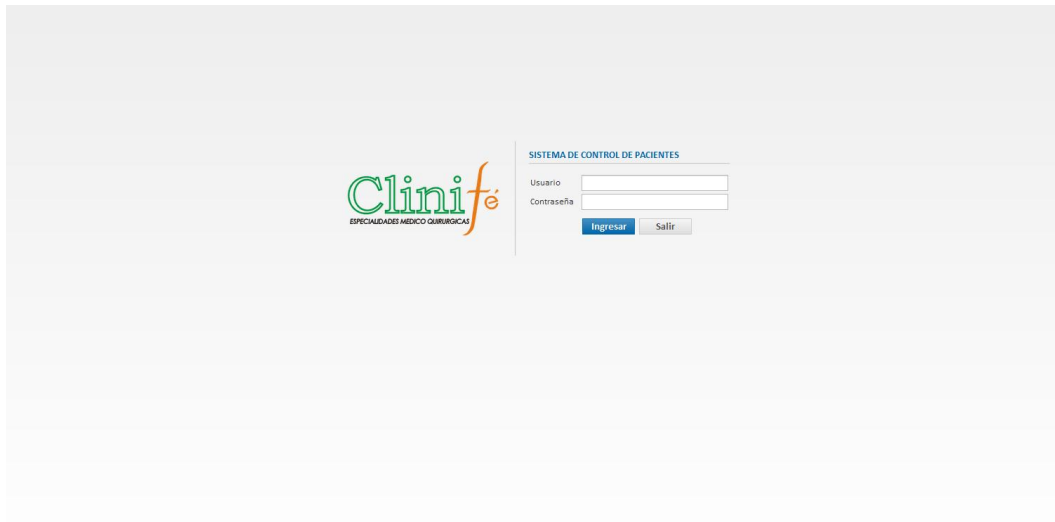 Clinifé
ESPECIALIDADES MEDICO QUIRURGICAS
SISTEMA DE CONTROL DE PACIENTES
Usuario
Contraseña
Ingresar Salir